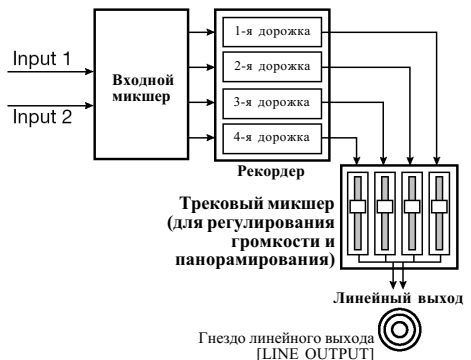 1-я дорожка
2-я дорожка
3-я дорожка
4-я дорожка
Input 1
Input 2
Входной
микшер
Рекордер
Трековый микшер
(для регулирования
громкости и
панорамирования)
Линейный выход
Гнездо линейного выхода
[LINE OUTPUT]